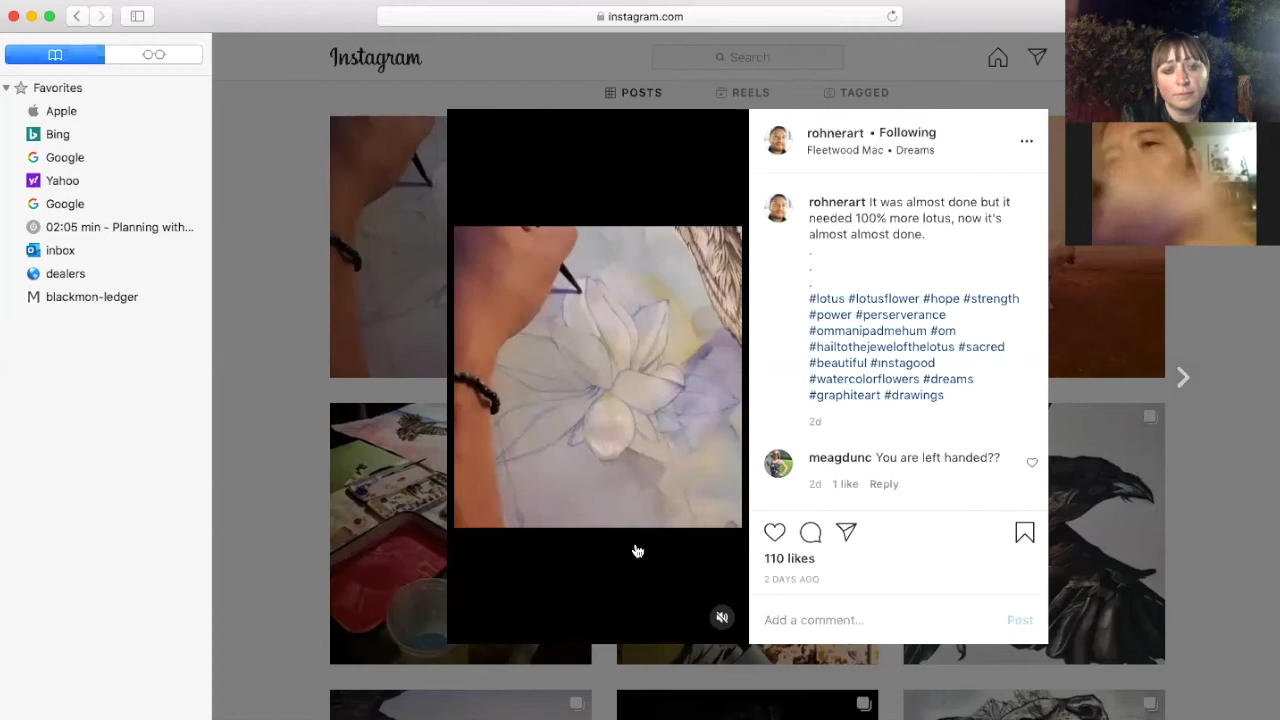 instagram.com
Favorites
Apple
Bing
Google
Yahoo
Google
02:05 min - Planning with...
inbox
dealers
blackmon-ledger
Instagram
Search
POSTS
REELS
TAGGED
rohnerart • Following
Fleetwood Mac • Dreams
rohnerart It was almost done but it
needed 100% more lotus, now it's
almost almost done.
.
.
.
#lotus #lotusflower #hope #strength
#power #perserverance
#ommanipadmehum #om
#hailtothejewelofthelotus #sacred
#beautiful #instagood
#watercolorflowers #dreams
#graphiteart #drawings
2d
meagdunc You are left handed??
2d 1 like Reply
110 likes
2 DAYS AGO
Add a comment...
Post